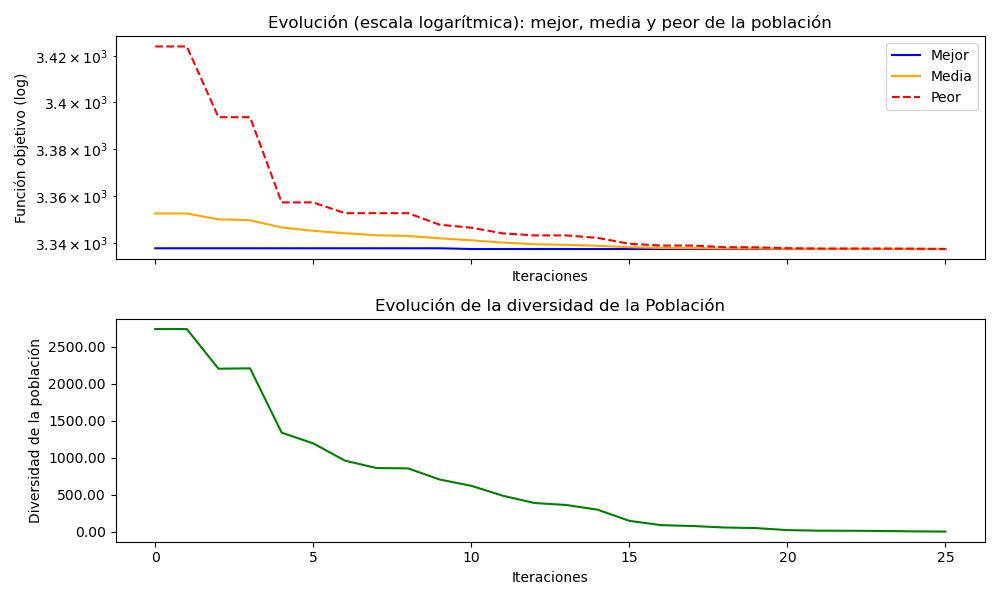 Evolución (escala logarítmica): mejor, media y peor de la población
Función objetivo (log)
3.42 × 10³
3.4 × 10³
3.38 × 10³
3.36 × 10³
3.34 × 10³
Mejor
Media
Peor
Iteraciones
Evolución de la diversidad de la Población
Diversidad de la población
2500.00
2000.00
1500.00
1000.00
500.00
0.00
0 5 10 15 20 25
Iteraciones